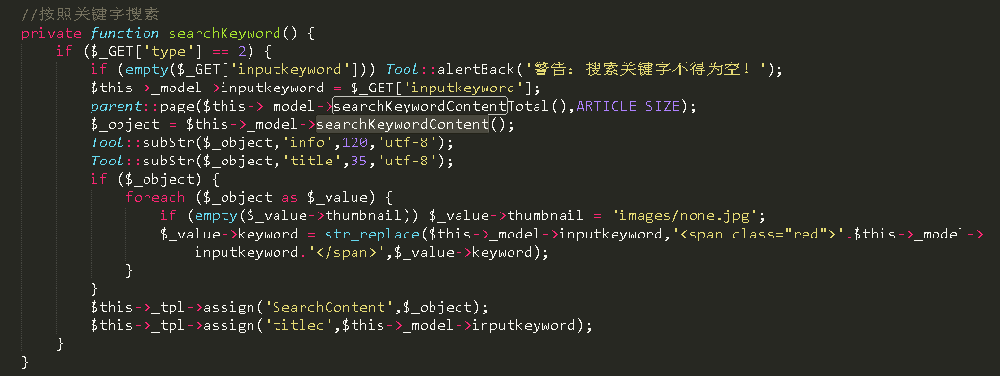 //按照关键字搜索
private function searchKeyword() {
if ($_GET['type'] == 2) {
if (empty($_GET['inputkeyword'])) Tool::alertBack('警告：搜索关键字不得为空！');
$this->_model->inputkeyword = $_GET['inputkeyword'];
parent::page($this->_model->searchKeywordContentTotal(),ARTICLE_SIZE);
$_object = $this->_model->searchKeywordContent();
Tool::subStr($_object,'info',120,'utf-8');
Tool::subStr($_object,'title',35,'utf-8');
if ($_object) {
foreach ($_object as $_value) {
if (empty($_value->thumbnail)) $_value->thumbnail = 'images/none.jpg';
$_value->keyword = str_replace($this->_model->inputkeyword,'<span class="red">'.$this->_model->
inputkeyword.'</span>',$_value->keyword);
}
}
$this->_tpl->assign('SearchContent',$_object);
$this->_tpl->assign('titlec',$this->_model->inputkeyword);
}
}